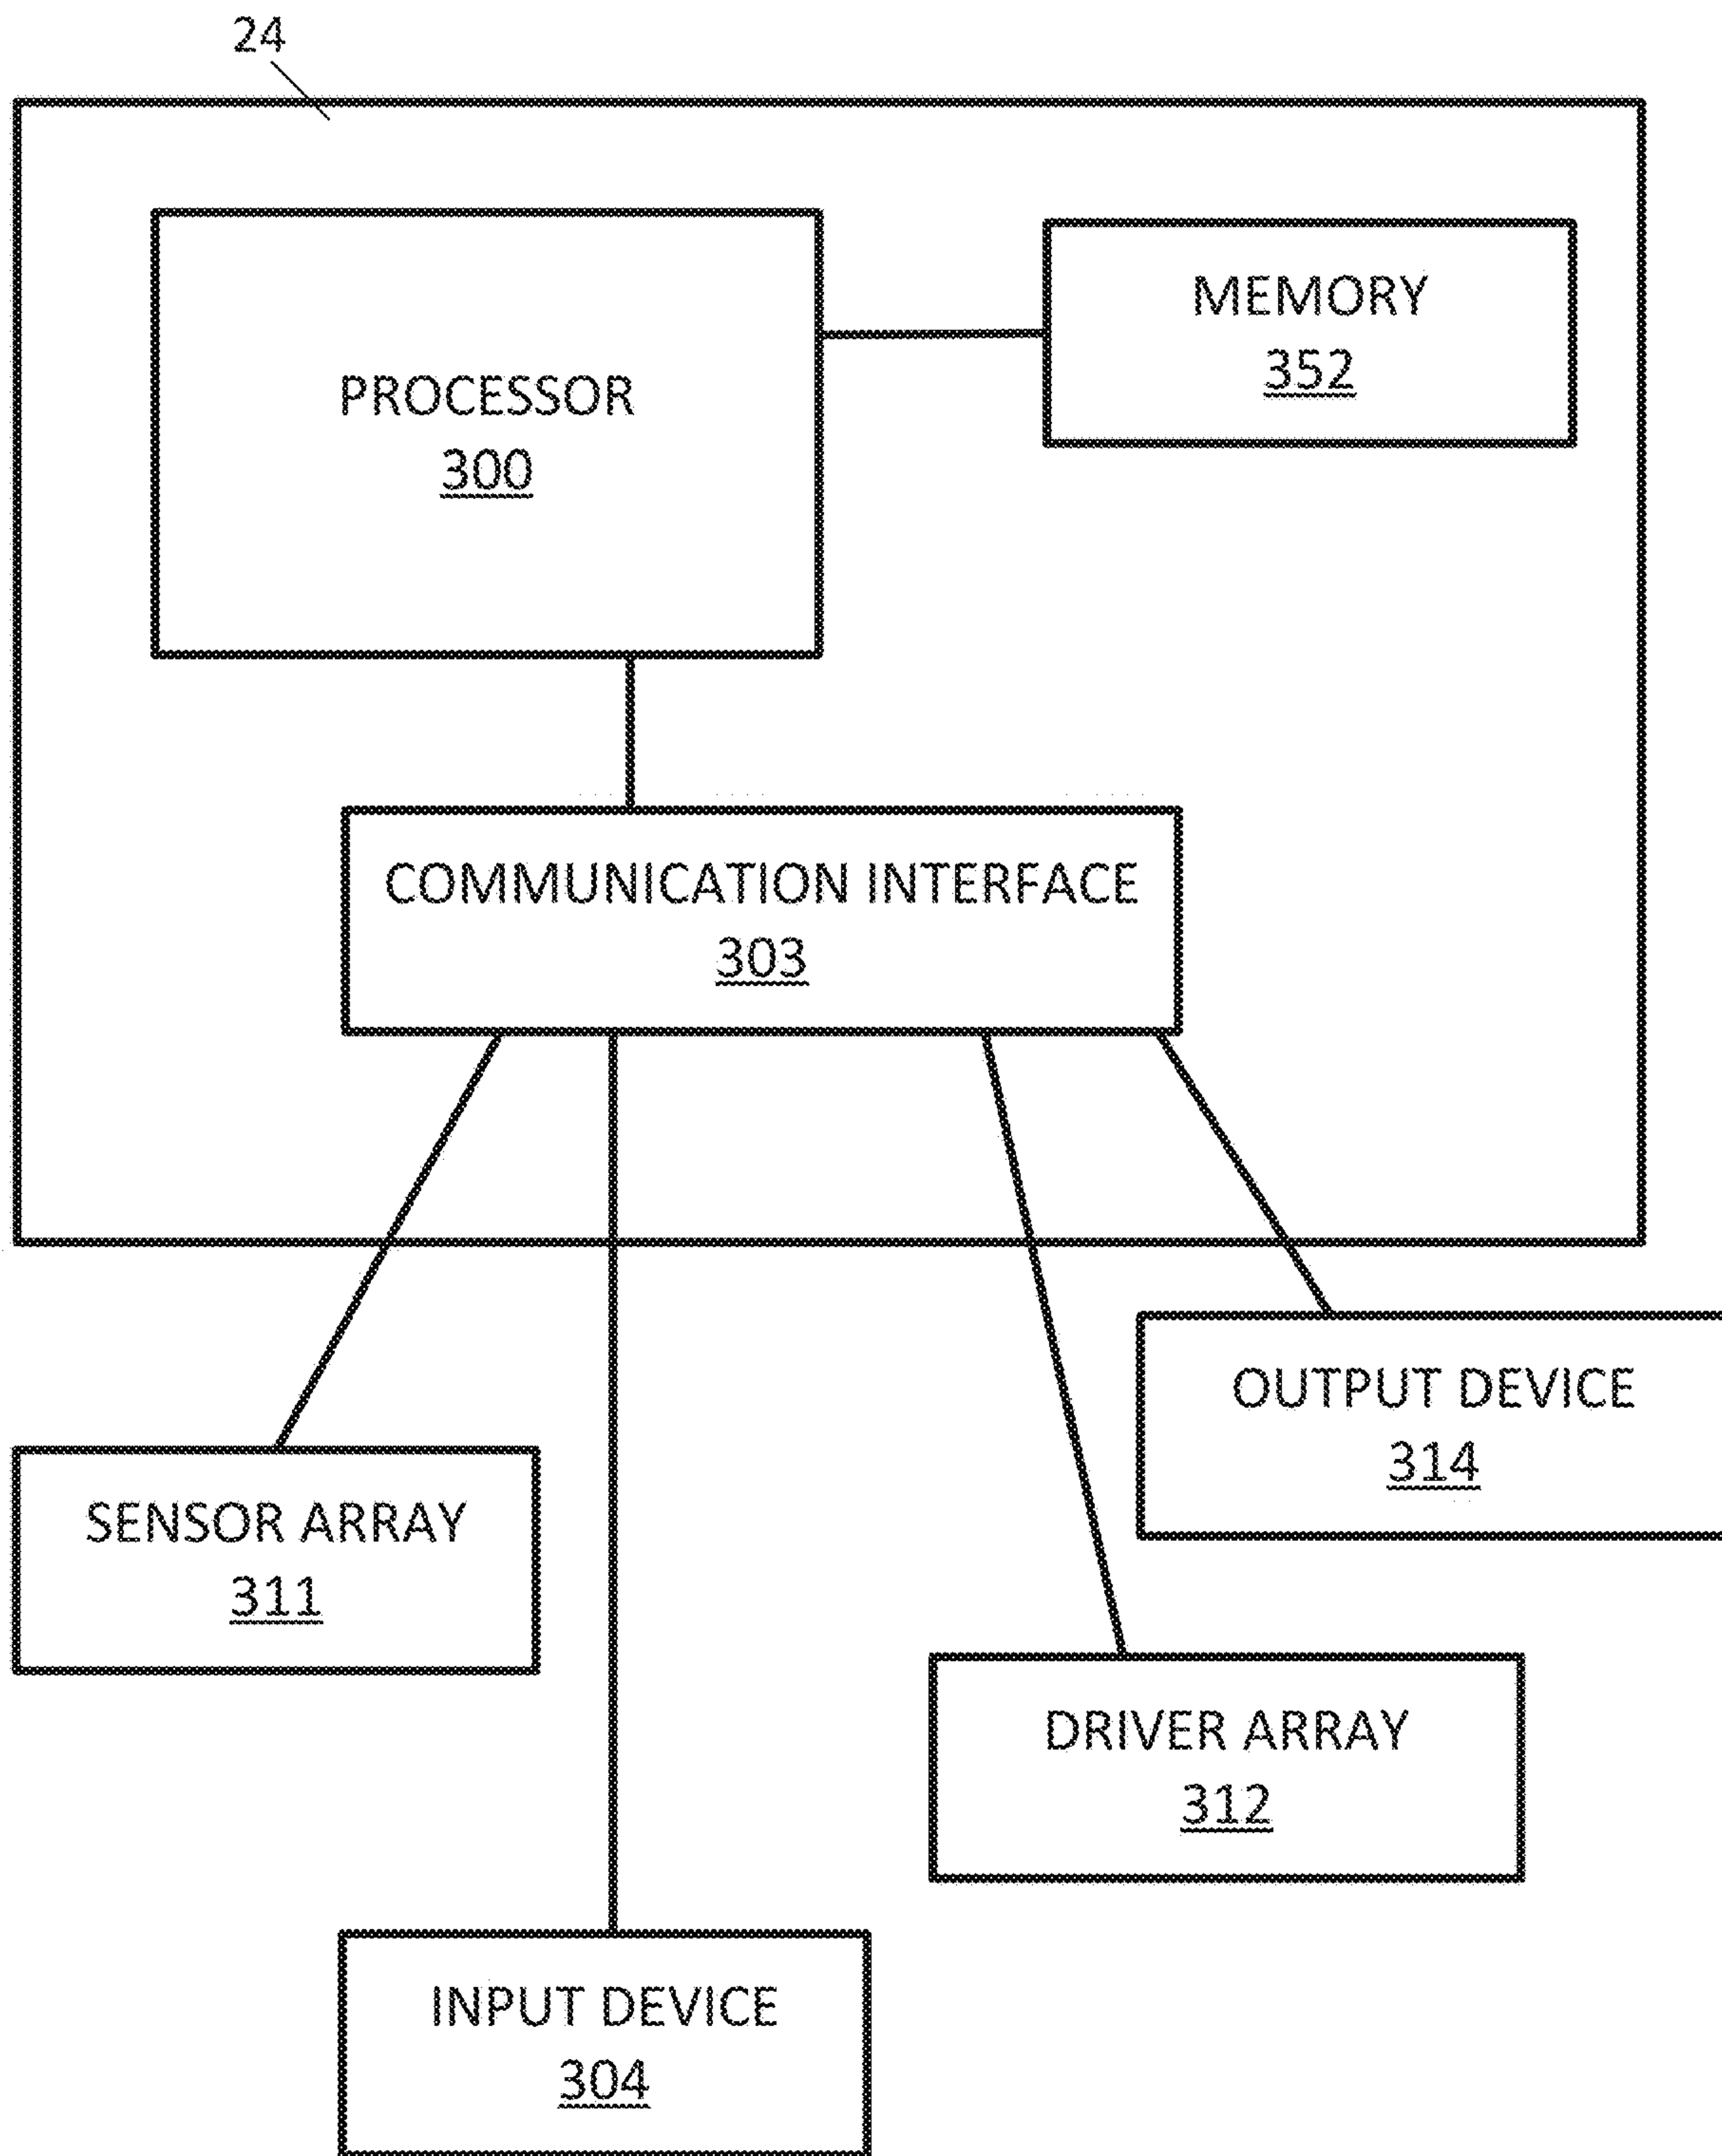 24
PROCESSOR
300
MEMORY
352
COMMUNICATION INTERFACE
303
OUTPUT DEVICE
314
SENSOR ARRAY
311
DRIVER ARRAY
312
INPUT DEVICE
304